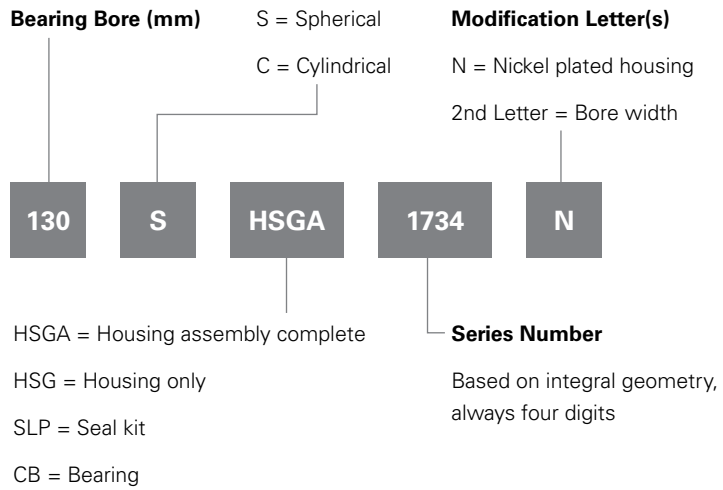 Bearing Bore (mm)
S = Spherical
C = Cylindrical
Modification Letter(s)
N = Nickel plated housing
2nd Letter = Bore width
130
S
HSGA
1734
N
HSGA = Housing assembly complete
HSG = Housing only
SLP = Seal kit
CB = Bearing
Series Number
Based on integral geometry,
always four digits